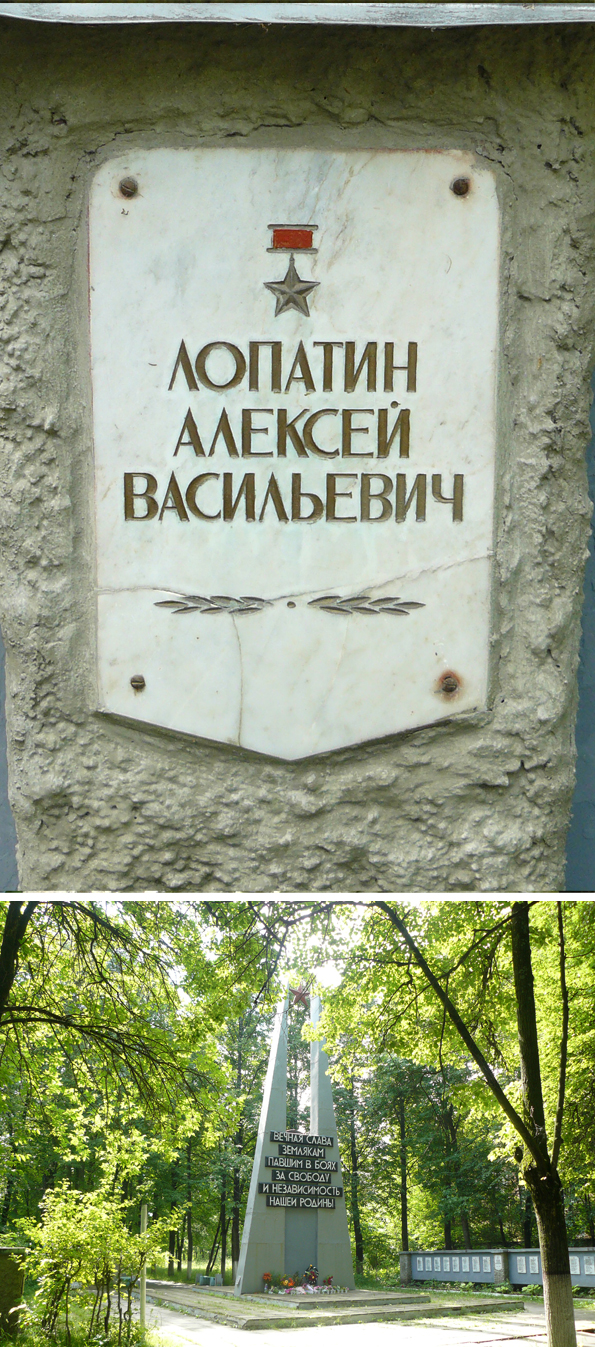 ЛОПАТИН
АЛЕКСЕЙ
ВАСИЛЬЕВИЧ
ВЕЧНАЯ СЛАВА
ЗЕМЛЯКАМ
ПАВШИМ В БОЯХ
ЗА СВОБОДУ
И НЕЗАВИСИМОСТЬ
НАШЕЙ РОДИНЫ